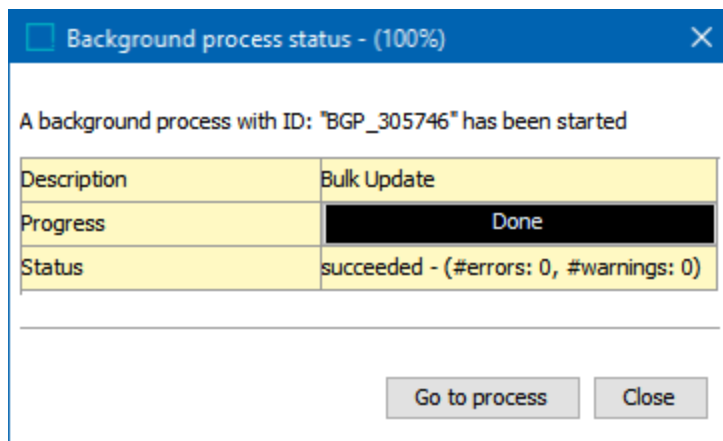 Background process status - (100%)
A background process with ID: "BGP_305746" has been started
Description Bulk Update
Progress Done
Status succeeded - (#errors: 0, #warnings: 0)
Go to process Close